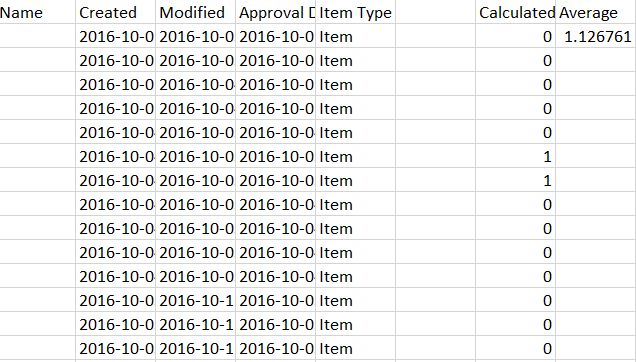 Name Created Modified Approval D Item Type Calculated Average
2016-10-0 2016-10-0 2016-10-0 Item 0 1.126761
2016-10-0 2016-10-0 2016-10-0 Item 0
2016-10-0 2016-10-0 2016-10-0 Item 0
2016-10-0 2016-10-0 2016-10-0 Item 0
2016-10-0 2016-10-0 2016-10-0 Item 0
2016-10-0 2016-10-0 2016-10-0 Item 1
2016-10-0 2016-10-0 2016-10-0 Item 1
2016-10-0 2016-10-0 2016-10-0 Item 0
2016-10-0 2016-10-0 2016-10-0 Item 0
2016-10-0 2016-10-0 2016-10-0 Item 0
2016-10-0 2016-10-0 2016-10-0 Item 0
2016-10-0 2016-10-1 2016-10-0 Item 0
2016-10-0 2016-10-1 2016-10-0 Item 0
2016-10-0 2016-10-1 2016-10-0 Item 0